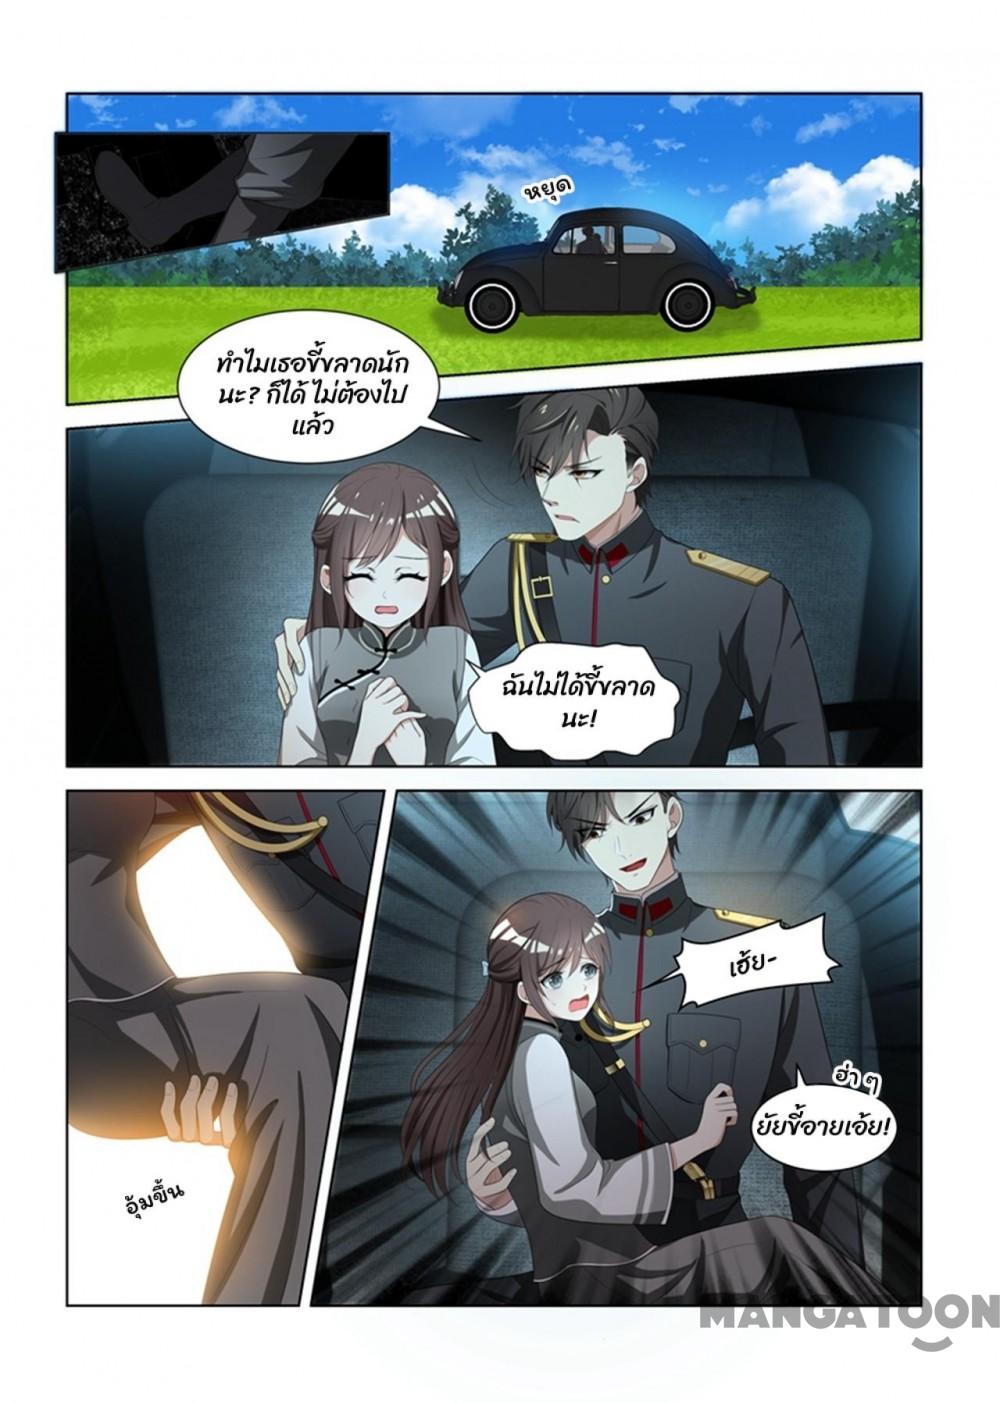 หยุด
ทำไมเธอขี้ขลาดนัก
นะ? ก็ได้ ไม่ต้องไป
แล้ว
ฉันไม่ได้ขี้ขลาด
นะ!
อุ้มขึ้น
เฮ้ย-
ฮ่าๆ
ยัยขี้อายเอ้ย!
MANGATOON